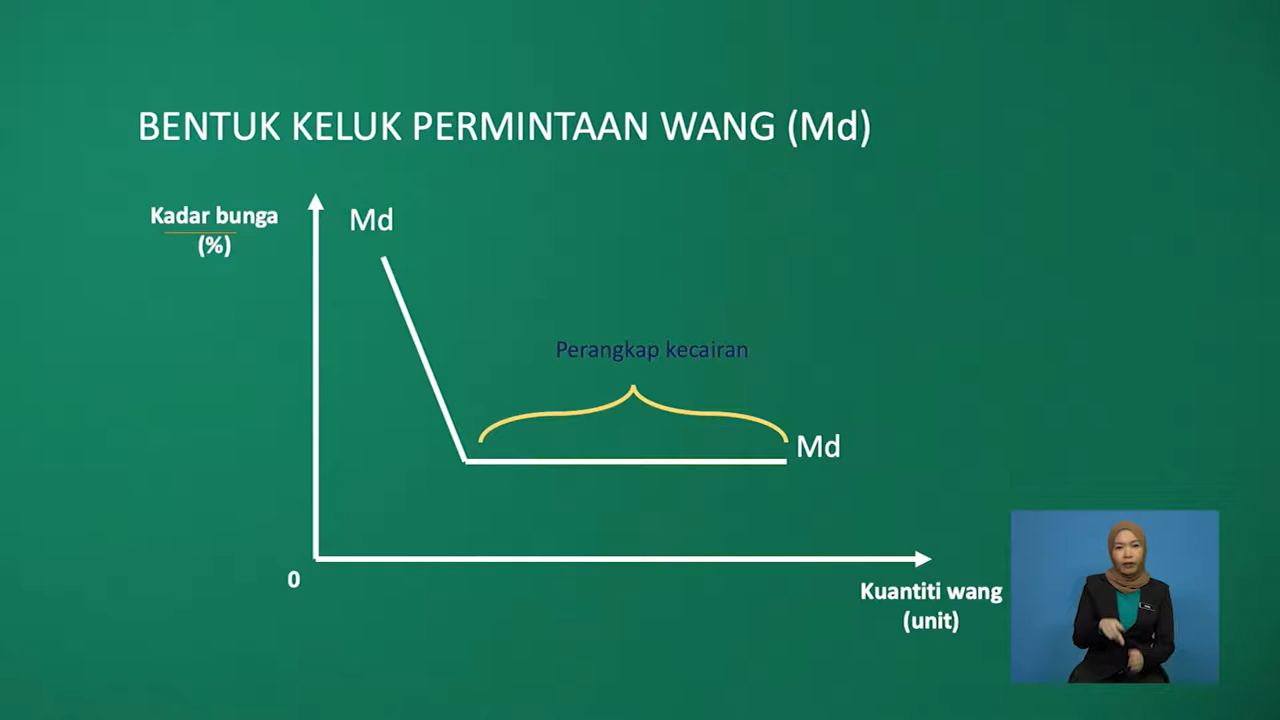 BENTUK KELUK PERMINTAAN WANG (Md)
Kadar bunga
(%)
Md
Perangkap kecairan
Md
0
Kuantiti wang
(unit)